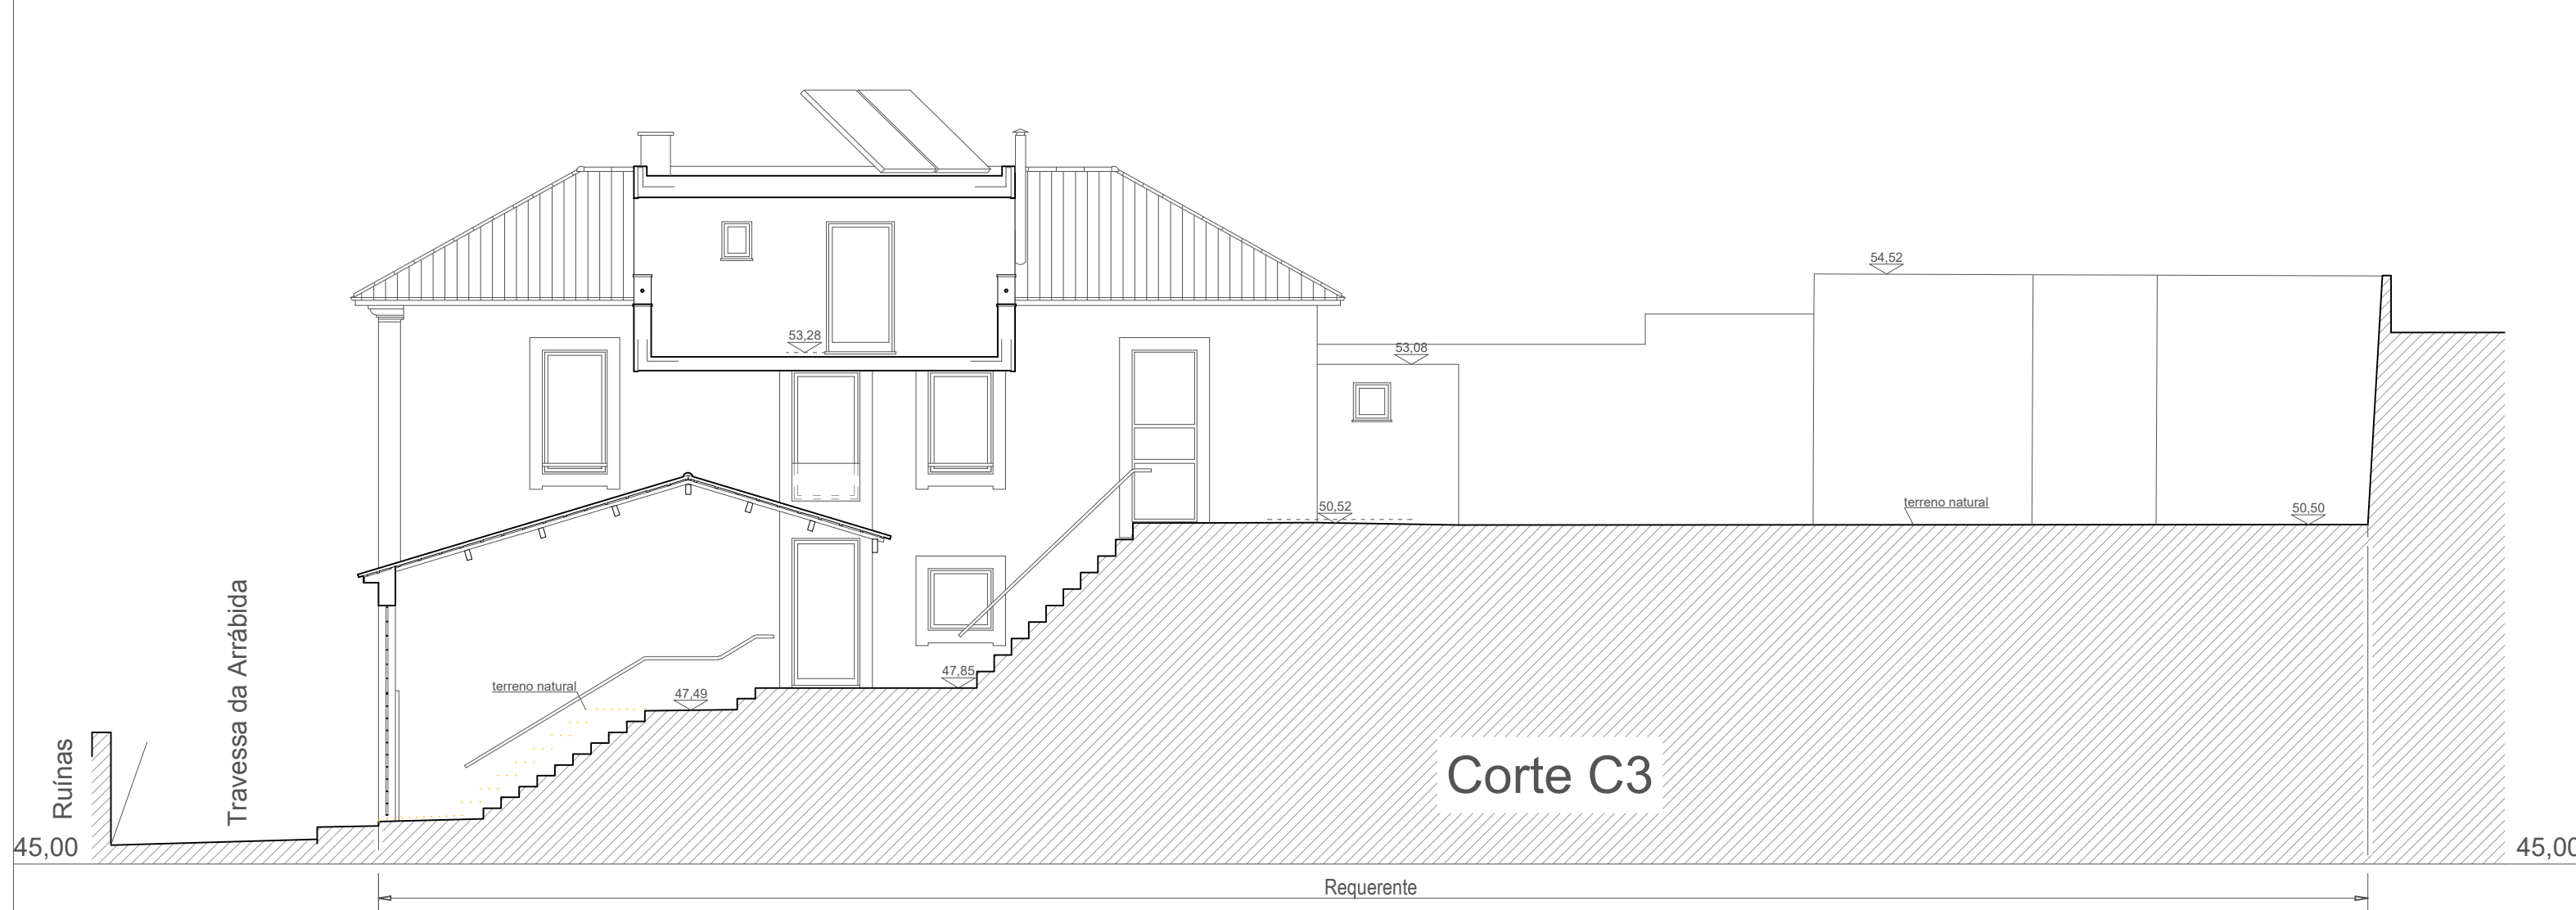 54,52
53,28
53,08
50,52
terreno natural
50,50
47,85
terreno natural
47,49
Travessa da Arrábida
Ruínas
Corte C3
45,00
45,00
Requerente